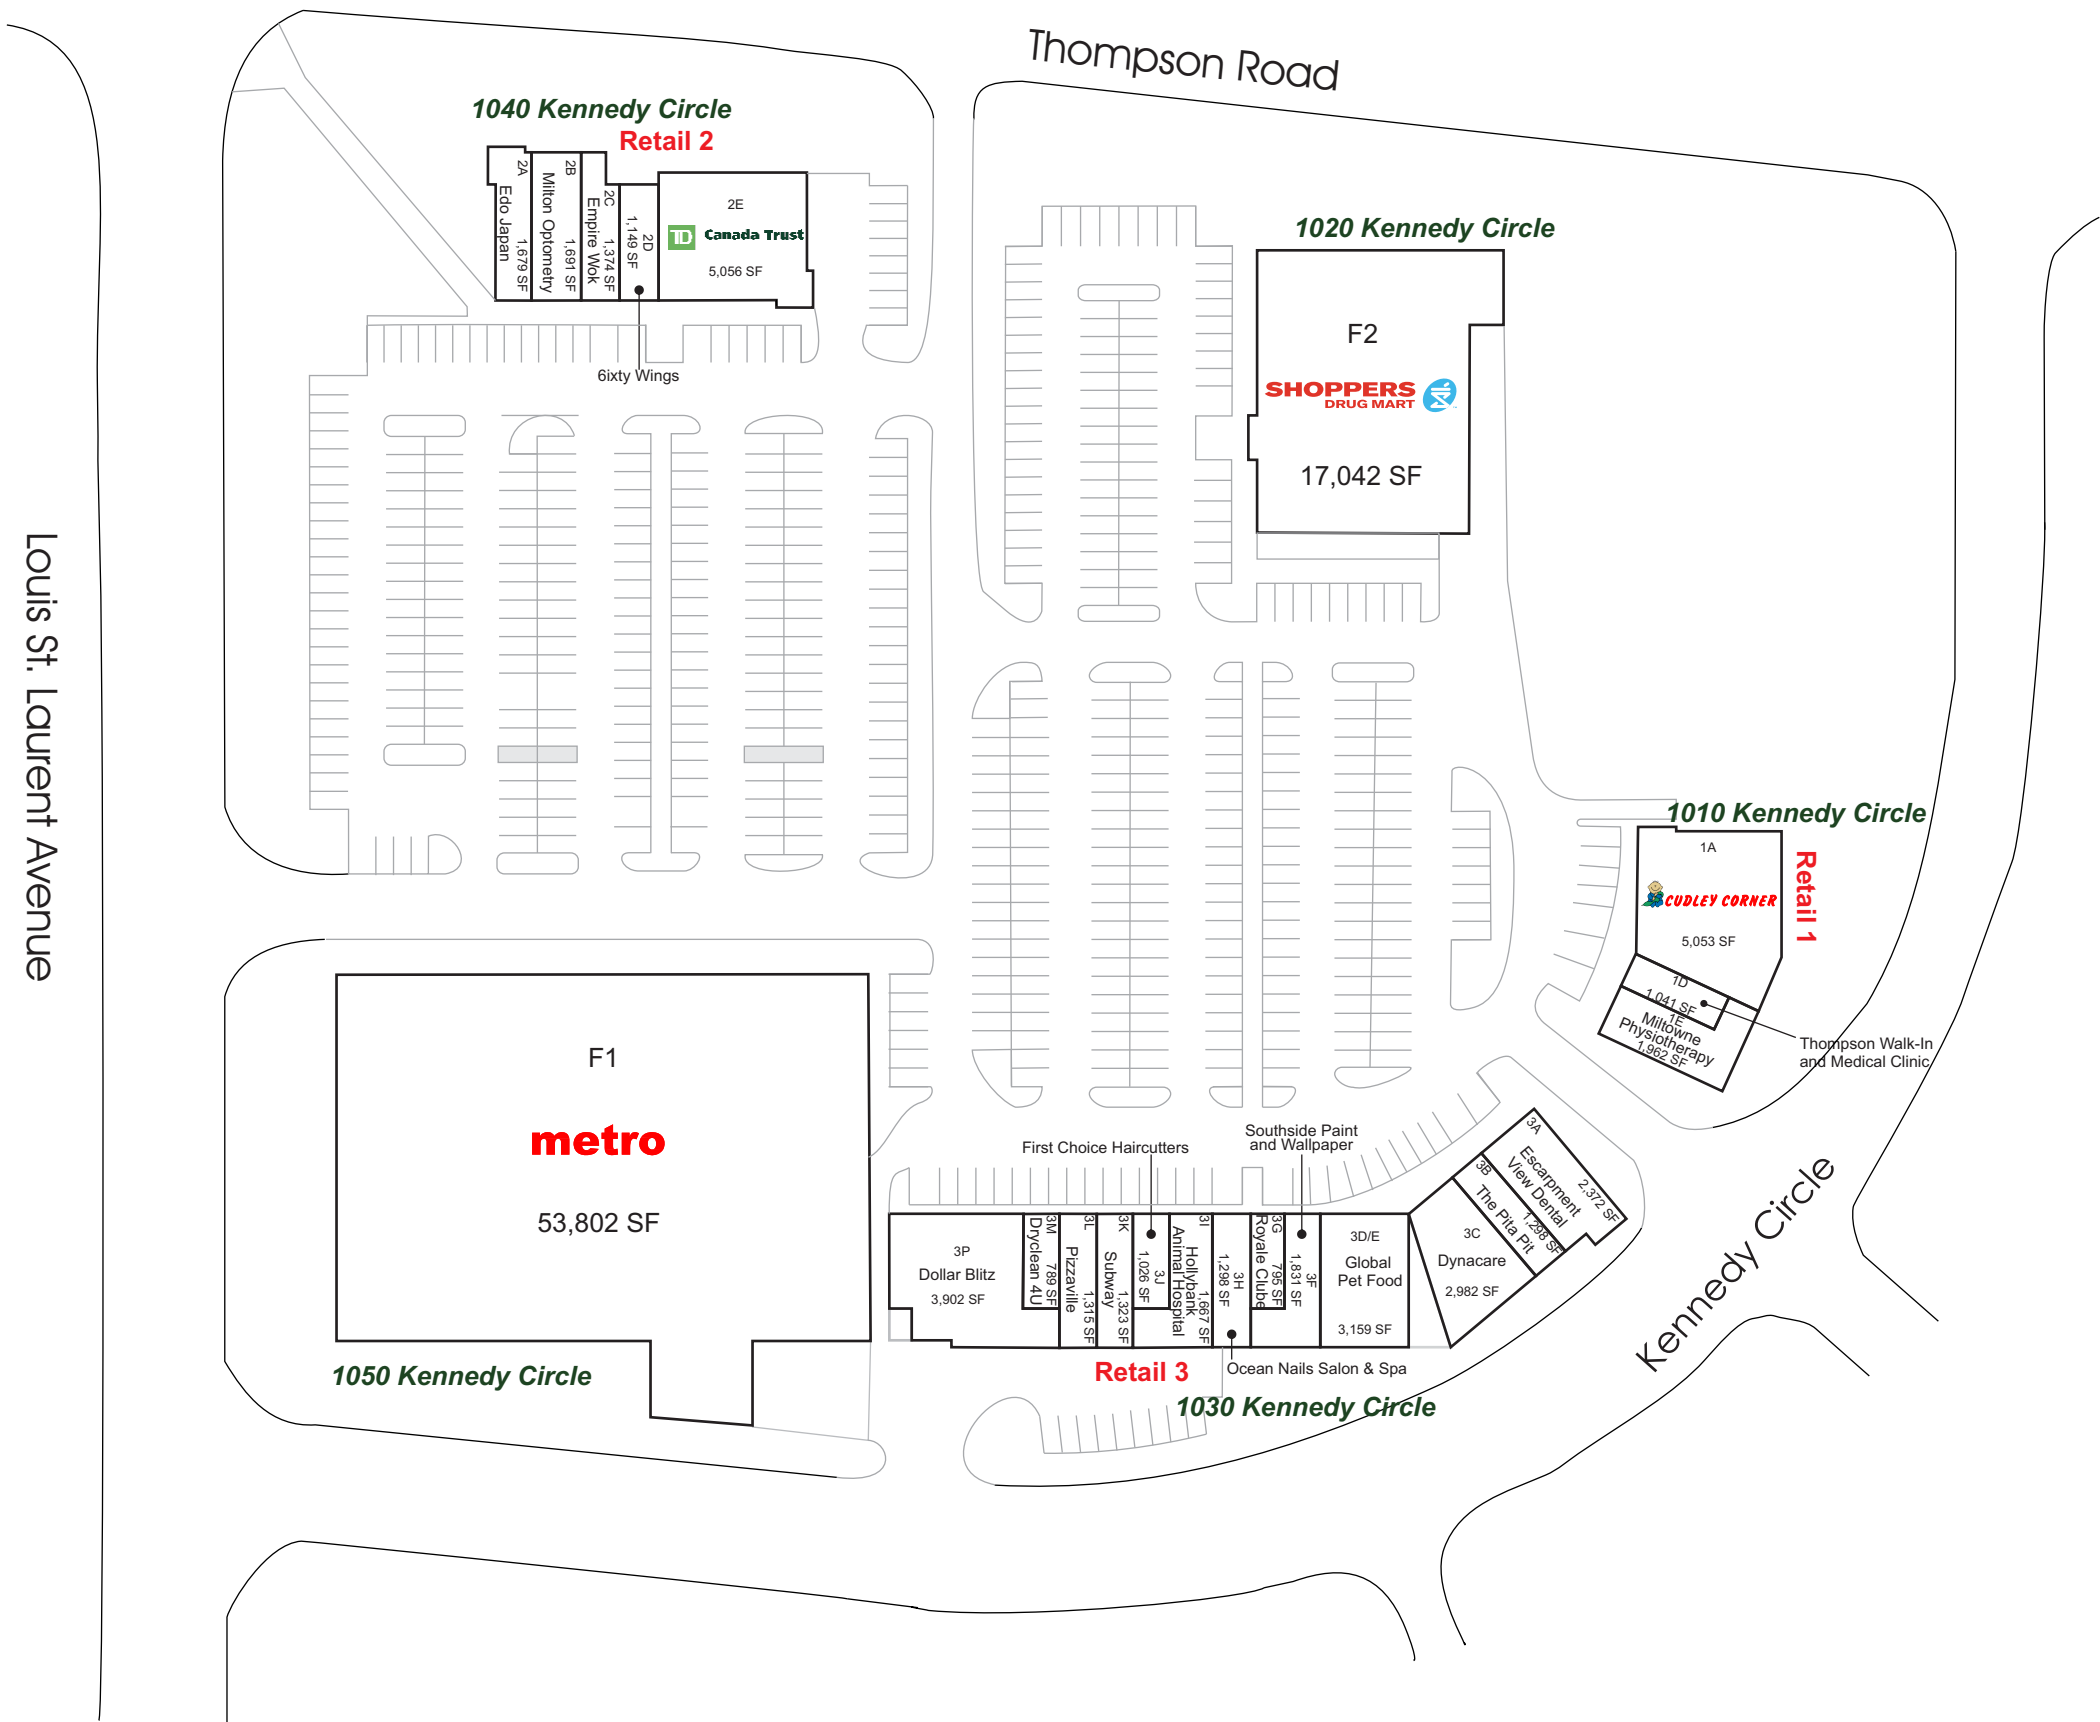 Thompson Road
Louis St. Laurent Avenue
1040 Kennedy Circle
Retail 2
2A
Edo Japan
1,679 SF
2B
Milton Optometry
1,691 SF
2C
Empire Wok
1,374 SF
2D
1,149 SF
6ixty Wings
2E
TD Canada Trust
5,056 SF
1020 Kennedy Circle
F2
SHOPPERS
DRUG MART
17,042 SF
1010 Kennedy Circle
Retail 1
1A
CUDLEY CORNER
5,053 SF
1D
1,041 SF
Thompson Walk-In
and Medical Clinic
1E
Miltowne
Physiotherapy
1,962 SF
F1
metro
53,802 SF
1050 Kennedy Circle
First Choice Haircutters
Southside Paint
and Wallpaper
3P
Dollar Blitz
3,902 SF
3M
Dryclean 4U
789 SF
3L
Pizzaville
1,315 SF
3K
Subway
1,323 SF
3J
1,026 SF
3I
Hollybank
Animal Hospital
1,667 SF
3H
1,298 SF
Ocean Nails Salon & Spa
3G
Royale Clube
795 SF
3F
1,831 SF
3D/E
Global
Pet Food
3,159 SF
3C
Dynacare
2,982 SF
3B
The Pita Pit
1,298 SF
3A
Escarpment
View Dental
2,372 SF
Retail 3
1030 Kennedy Circle
Kennedy Circle